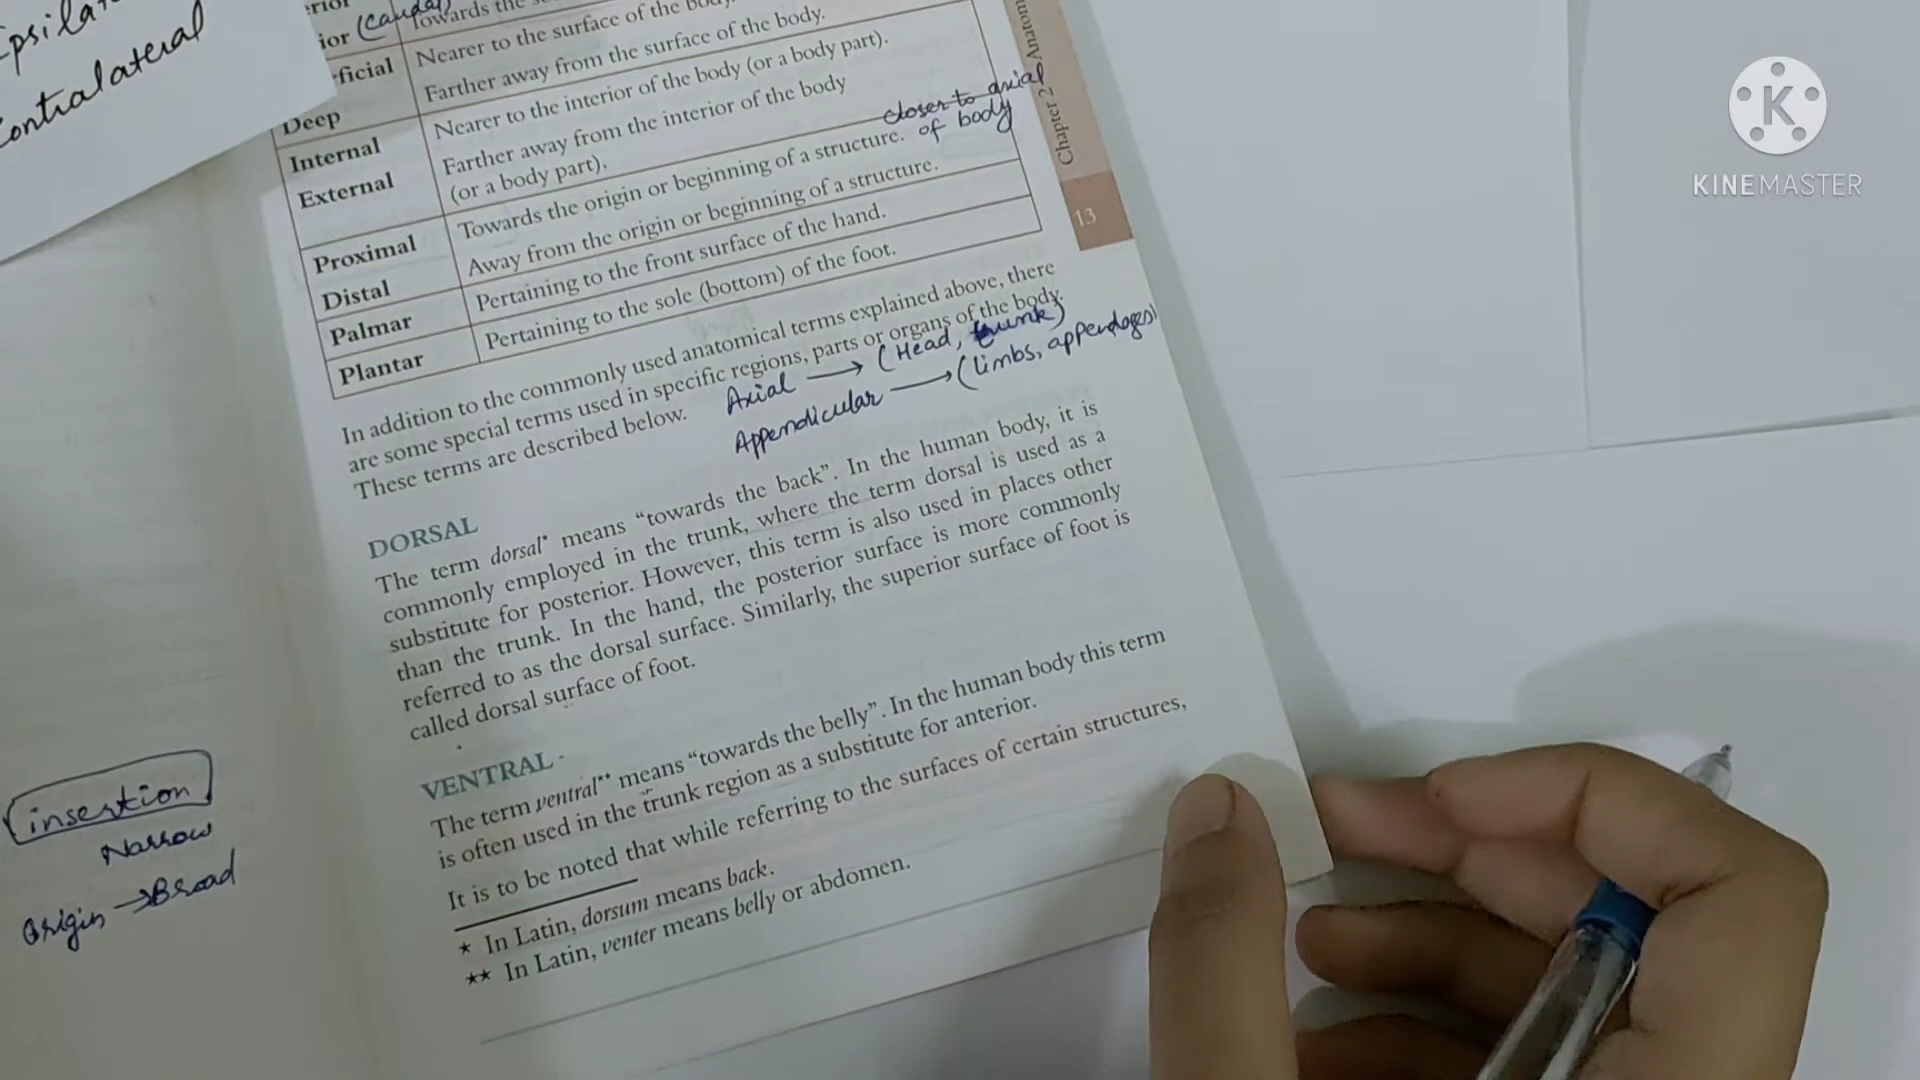 Contralateral
(caudal)
Towards the
ficial
Nearer to the surface of the body.
Farther away from the surface of the body.
Deep
Internal
Nearer to the interior of the body (or a body part).
External
Farther away from the interior of the body
(or a body part).
closer to axial
of body
Proximal
Towards the origin or beginning of a structure.
Distal
Away from the origin or beginning of a structure.
Palmar
Pertaining to the front surface of the hand.
Plantar
Pertaining to the sole (bottom) of the foot.
Chapter 2
13
In addition to the commonly used anatomical terms explained above, there
are some special terms used in specific regions, parts or organs of the body.
These terms are described below.
Axial → (Head, trunk)
Appendicular → (limbs, appendages)
DORSAL
The term dorsal* means “towards the back”. In the human body, it is
commonly employed in the trunk, where the term dorsal is used as a
substitute for posterior. However, this term is also used in places other
than the trunk. In the hand, the posterior surface is more commonly
referred to as the dorsal surface. Similarly, the superior surface of foot is
called dorsal surface of foot.
VENTRAL -
The term ventral** means “towards the belly”. In the human body this term
is often used in the trunk region as a substitute for anterior.
It is to be noted that while referring to the surfaces of certain structures,
★ In Latin, dorsum means back.
★★ In Latin, venter means belly or abdomen.
insertion
Narrow
Origin → Broad
K
KINEMASTER